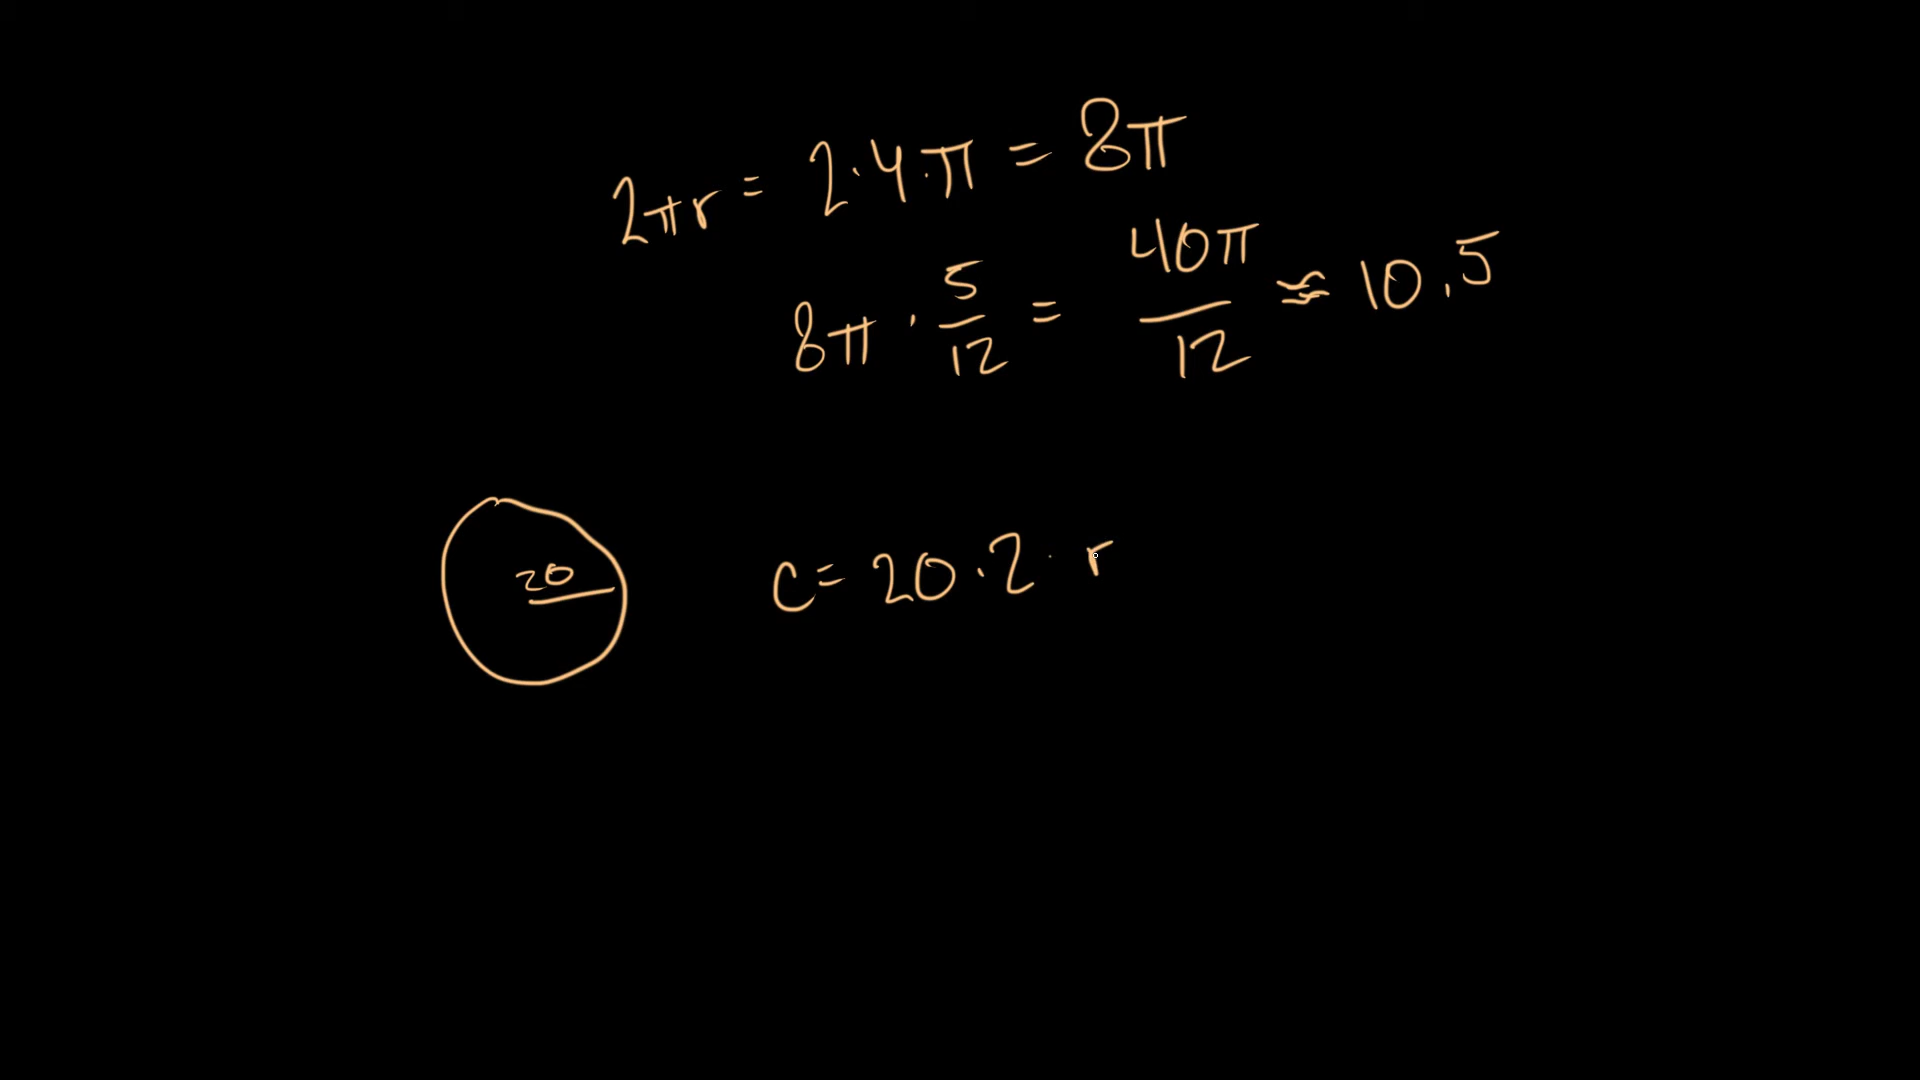 2πr = 2·4·π = 8π
8π · 5/12 = 40π/12 ≈ 10.5
20
C = 20·2·r